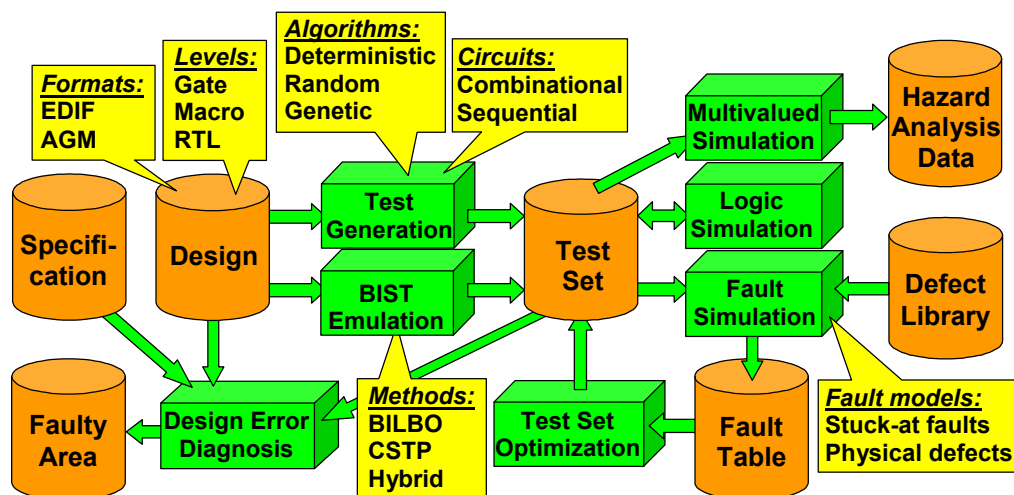 Formats:
EDIF
AGM
Levels:
Gate
Macro
RTL
Algorithms:
Deterministic
Random
Genetic
Circuits:
Combinational
Sequential
Multivalued
Simulation
Hazard
Analysis
Data
Specifi-
cation
Design
Test
Generation
Test
Set
Logic
Simulation
BIST
Emulation
Fault
Simulation
Defect
Library
Faulty
Area
Design Error
Diagnosis
Methods:
BILBO
CSTP
Hybrid
Test Set
Optimization
Fault
Table
Fault models:
Stuck-at faults
Physical defects